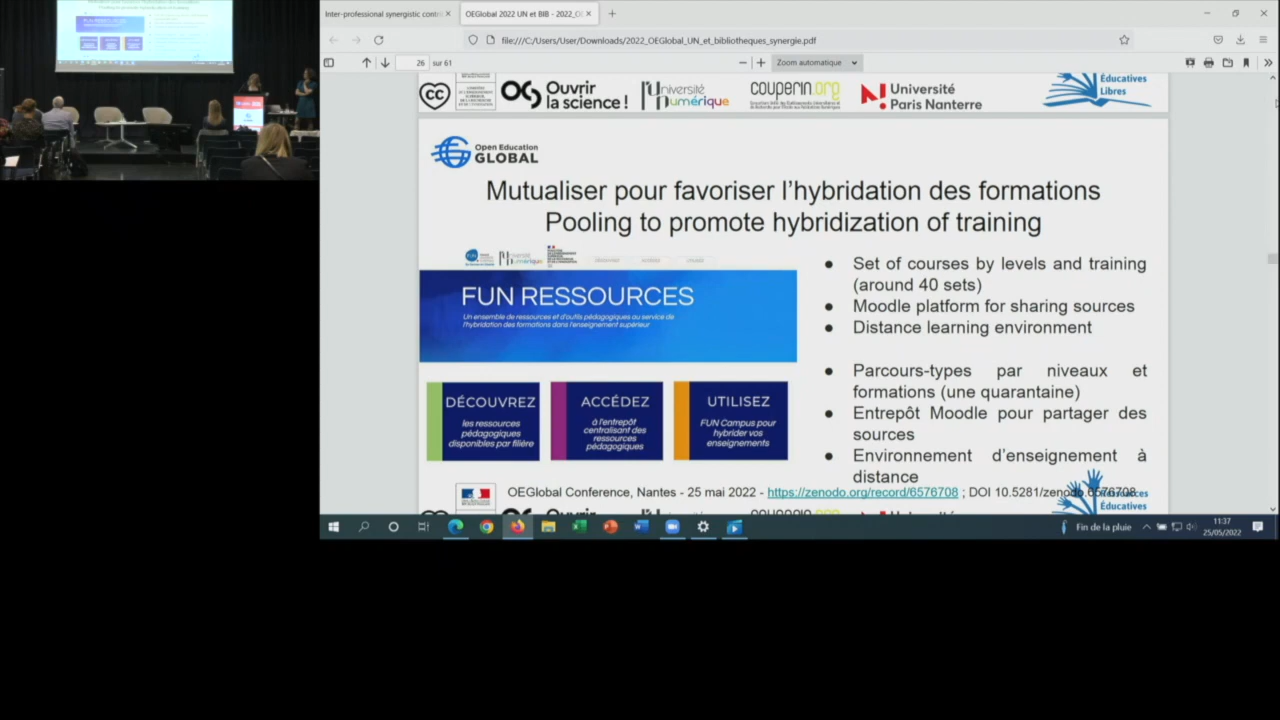 Inter-professional synergistic contr
OEGlobal 2022 UN et BIB - 2022_OE
file:///C:/Users/User/Downloads/2022_OEGlobal_UN_et_bibliotheques_synergie.pdf
26 sur 61
Zoom automatique
cc
Ouvrir
la science !
Université
numérique
couperin.org
Université
Paris Nanterre
Éducatives
Libres
Open Education
GLOBAL
Mutualiser pour favoriser l'hybridation des formations
Pooling to promote hybridization of training
FUN RESSOURCES
Un ensemble de ressources et d'outils pédagogiques au service de
l'hybridation des formations dans l'enseignement supérieur
DÉCOUVREZ
les ressources
pédagogiques
disponibles par filière
ACCÉDEZ
à l'entrepôt
centralisant des
ressources
pédagogiques
UTILISEZ
FUN Campus pour
hybrider vos
enseignements
● Set of courses by levels and training
(around 40 sets)
● Moodle platform for sharing sources
● Distance learning environment
● Parcours-types par niveaux et
formations (une quarantaine)
● Entrepôt Moodle pour partager des
sources
● Environnement d'enseignement à
distance
OEGlobal Conference, Nantes - 25 mai 2022 - https://zenodo.org/record/6576708 ; DOI 10.5281/zenodo.6576708
Éducatives
Fin de la pluie
11:37
25/05/2022